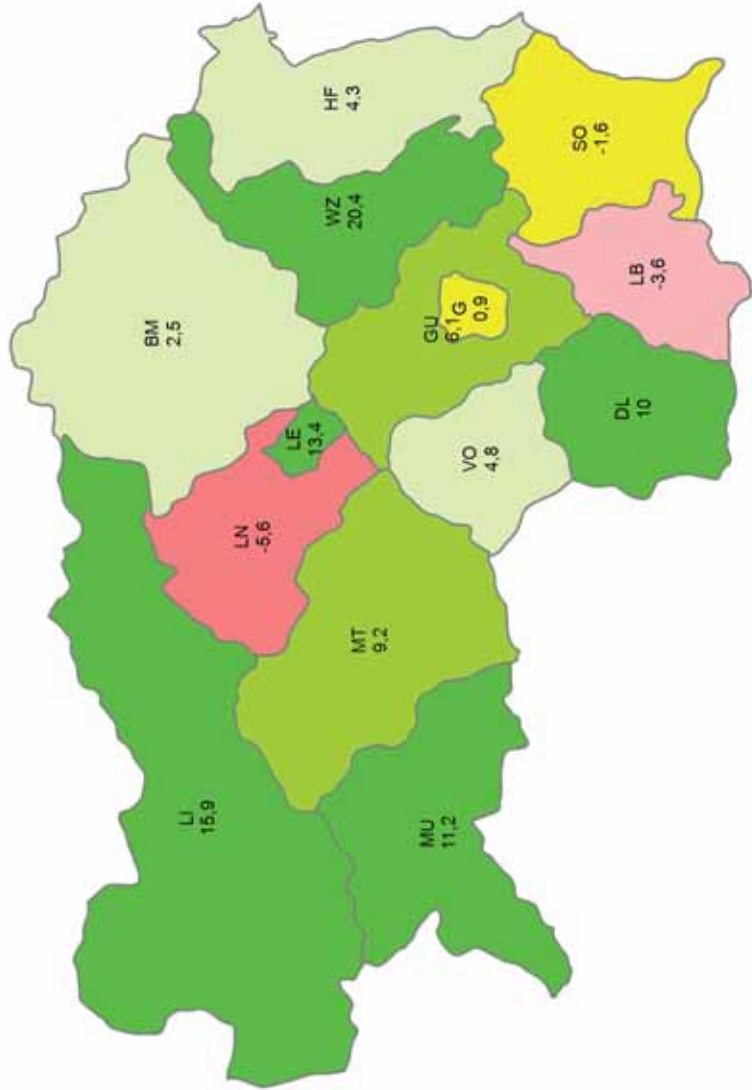 LI
15,9
MU
11,2
MT
9,2
LN
-5,6
LE
13,4
BM
2,5
VO
4,8
GU
6,1
G
0,9
WZ
20,4
HF
4,3
DL
10
LB
-3,6
SO
-1,6